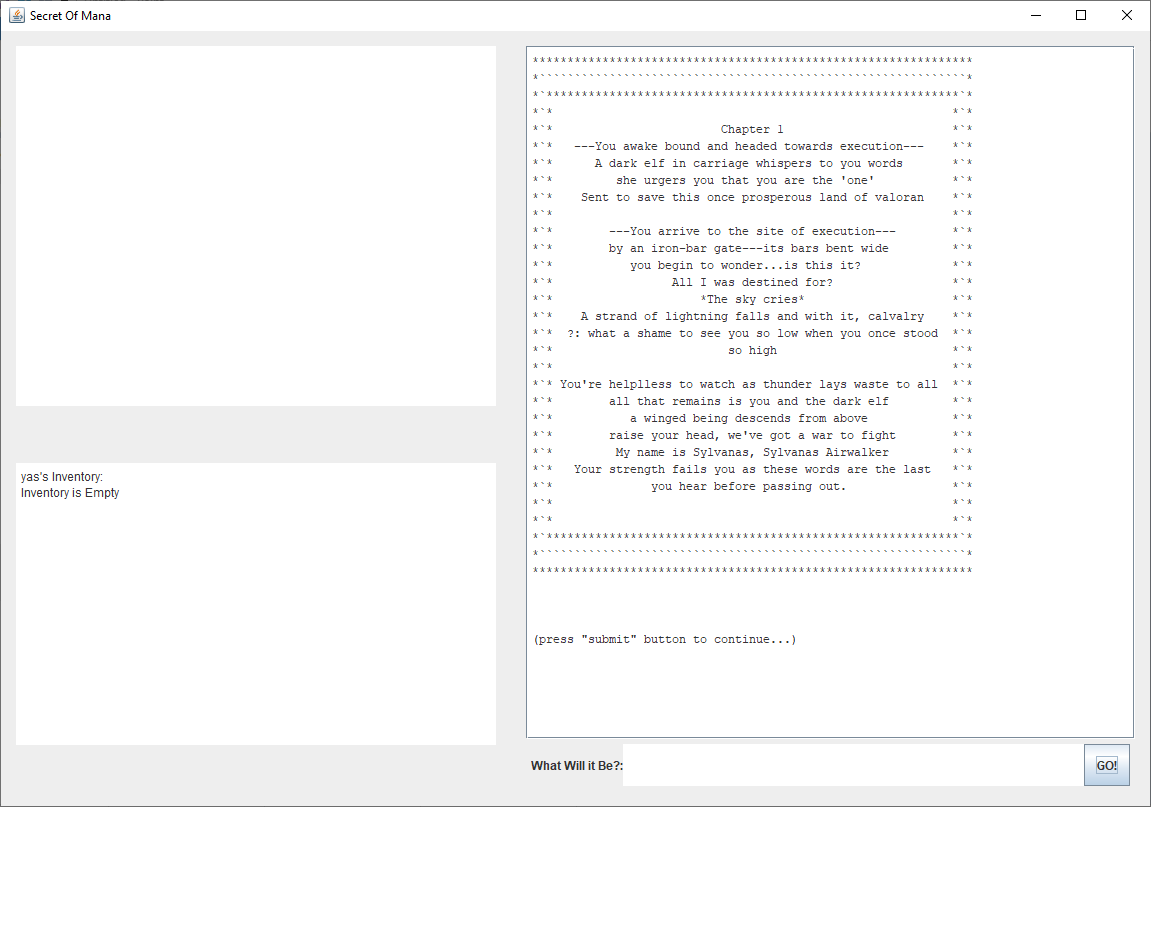 Secret Of Mana
yas's Inventory:
Inventory is Empty
***************************************************************
*`````````````````````````````````````````````````````````````*
*`***********************************************************`*
*`* *`*
*`* Chapter 1 *`*
*`* ---You awake bound and headed towards execution--- *`*
*`* A dark elf in carriage whispers to you words *`*
*`* she urgers you that you are the 'one' *`*
*`* Sent to save this once prosperous land of valoran *`*
*`* *`*
*`* ---You arrive to the site of execution--- *`*
*`* by an iron-bar gate---its bars bent wide *`*
*`* you begin to wonder...is this it? *`*
*`* All I was destined for? *`*
*`* *The sky cries* *`*
*`* A strand of lightning falls and with it, calvalry *`*
*`* ?: what a shame to see you so low when you once stood *`*
*`* so high *`*
*`* *`*
*`* You're helplless to watch as thunder lays waste to all *`*
*`* all that remains is you and the dark elf *`*
*`* a winged being descends from above *`*
*`* raise your head, we've got a war to fight *`*
*`* My name is Sylvanas, Sylvanas Airwalker *`*
*`* Your strength fails you as these words are the last *`*
*`* you hear before passing out. *`*
*`* *`*
*`* *`*
*`***********************************************************`*
*`````````````````````````````````````````````````````````````*
***************************************************************
(press "submit" button to continue...)
What Will it Be?:
GO!